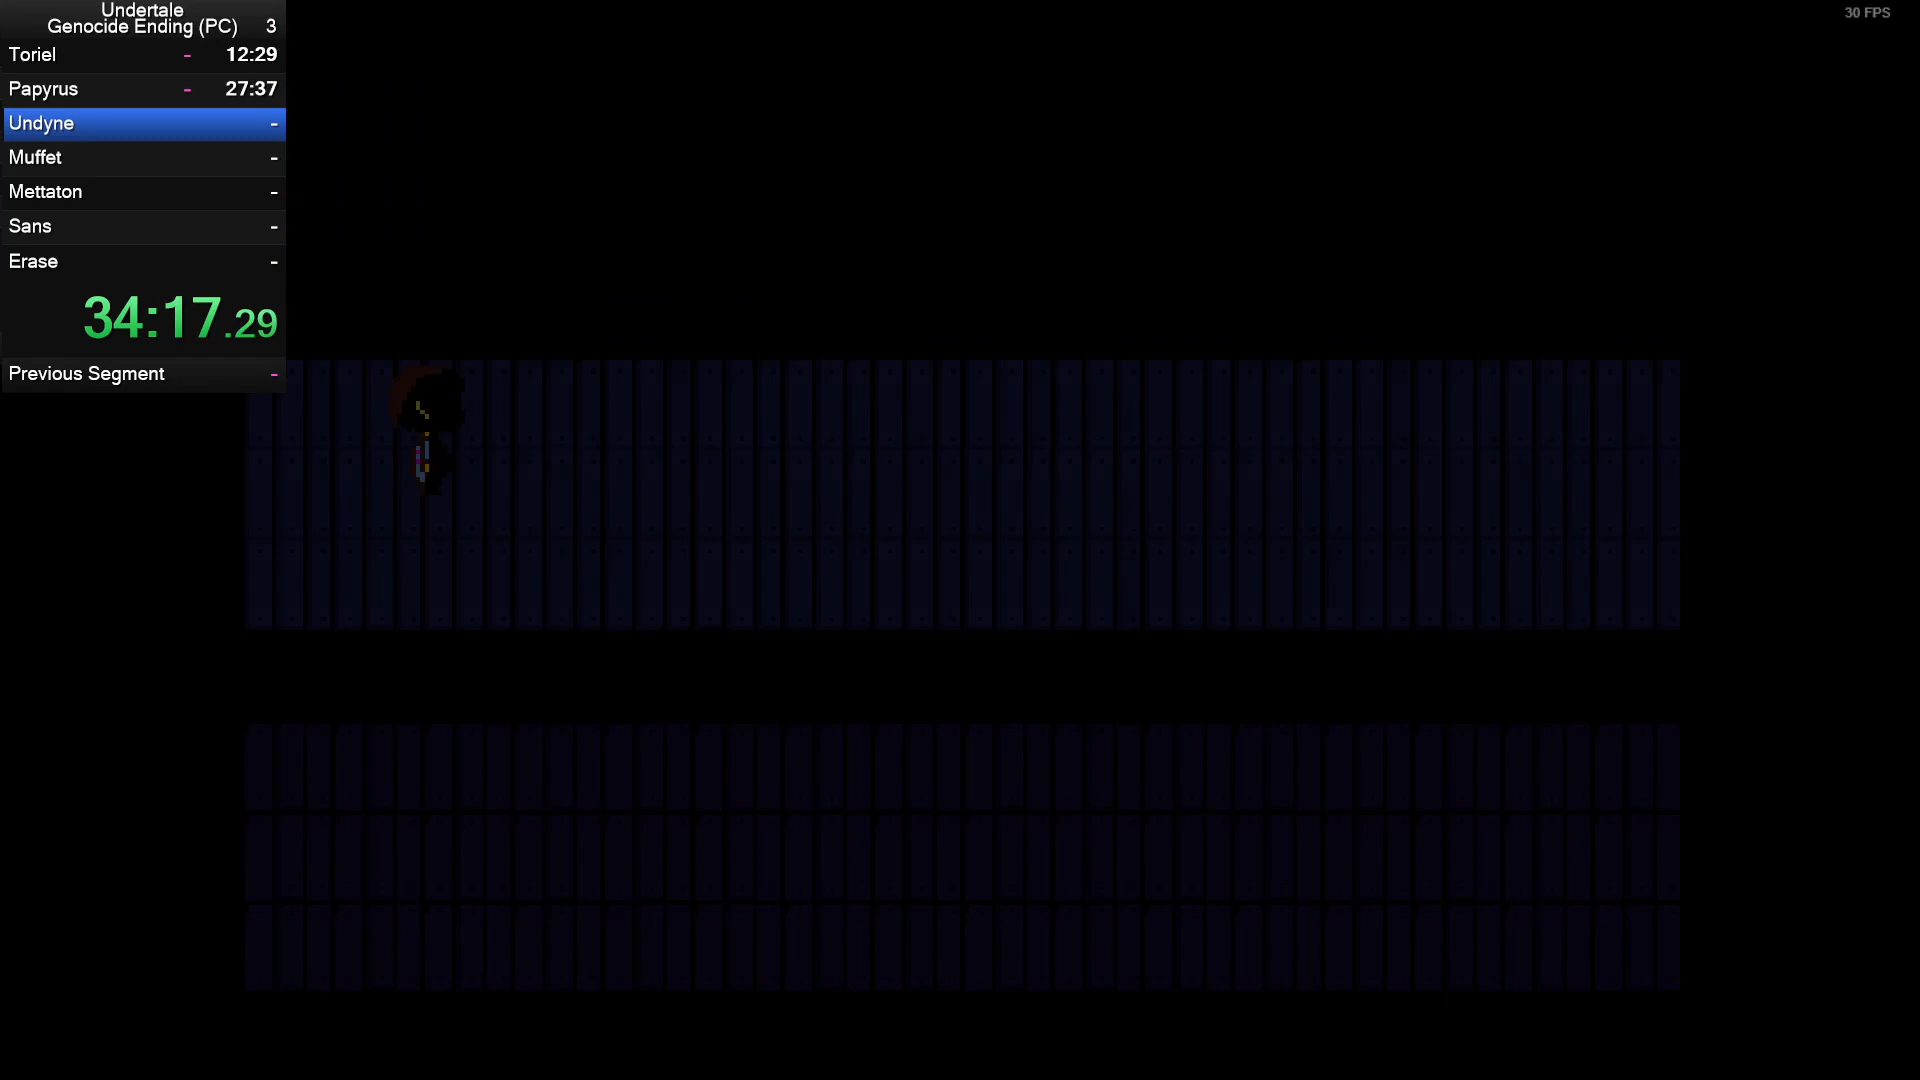 Undertale
Genocide Ending (PC) 3
Toriel - 12:29
Papyrus - 27:37
Undyne -
Muffet -
Mettaton -
Sans -
Erase -
34:17.29
Previous Segment -
30 FPS